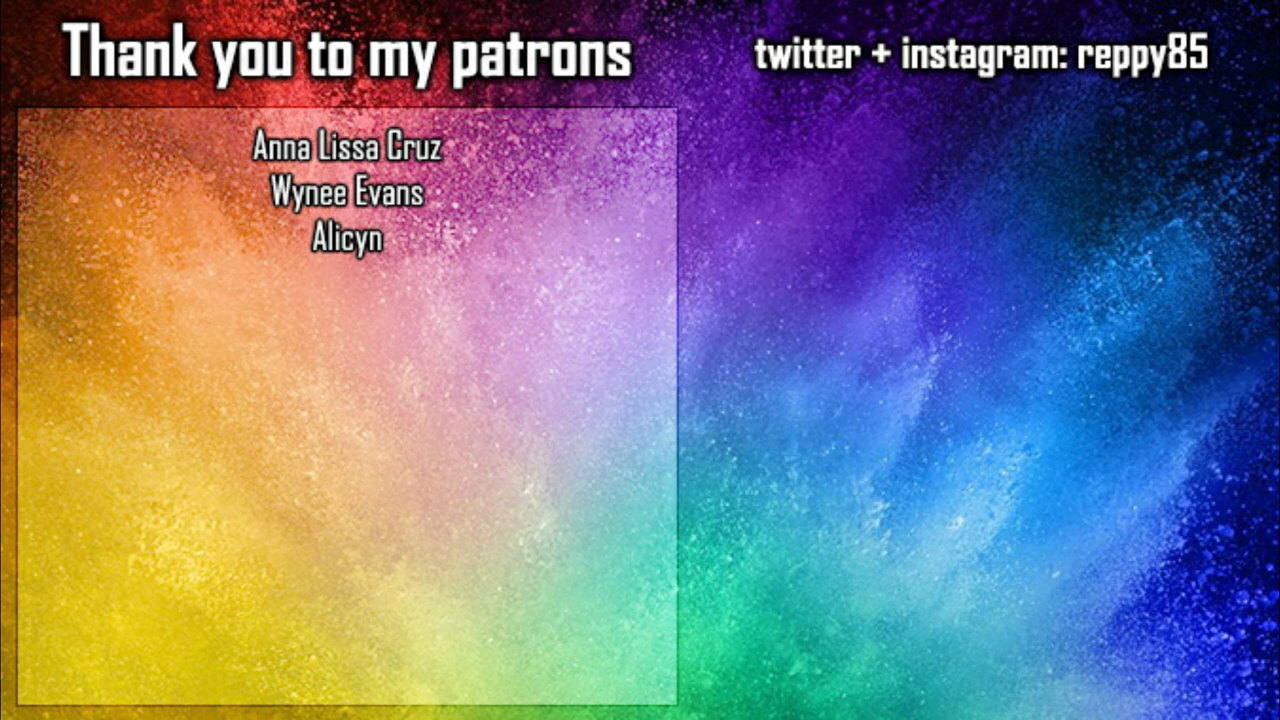 Thank you to my patrons
twitter + instagram: reppy85
Anna Lissa Cruz
Wynee Evans
Alicyn